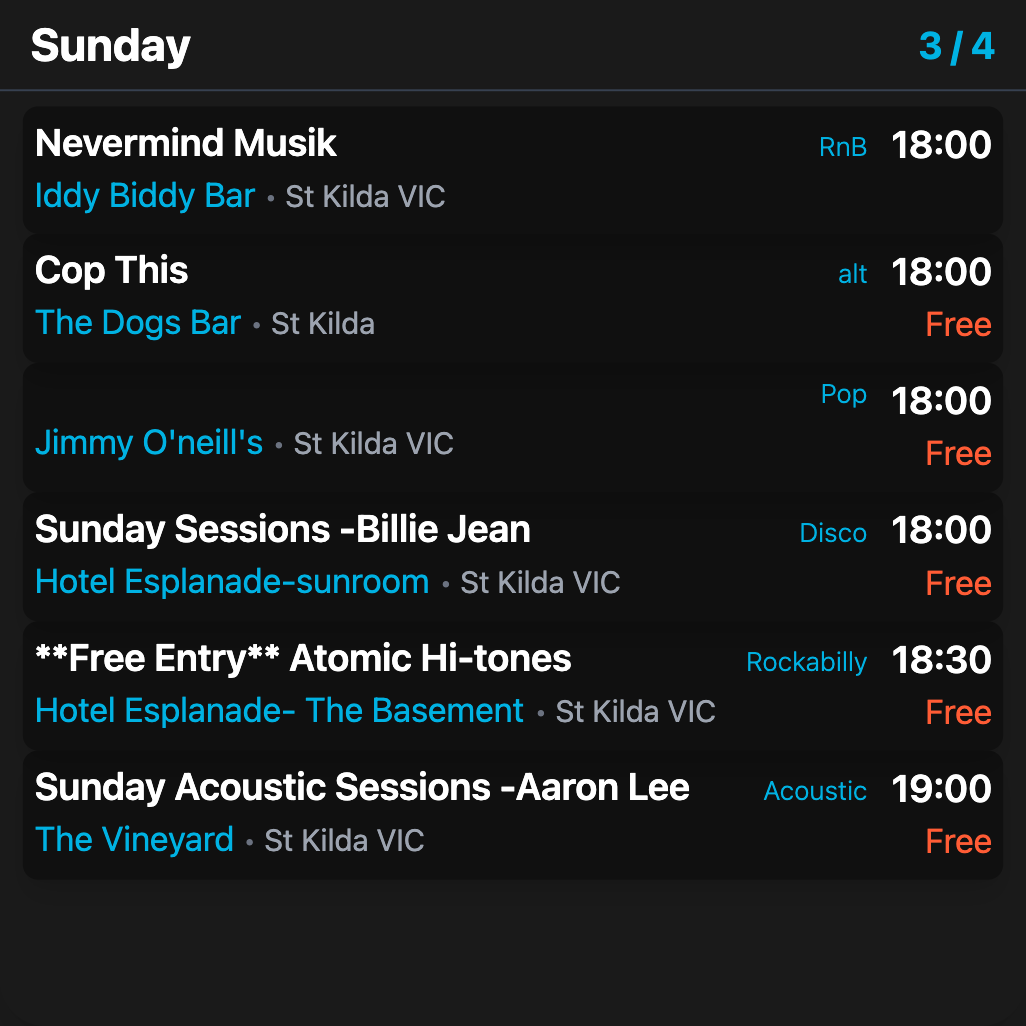 Sunday 3 / 4
Nevermind Musik RnB 18:00
Iddy Biddy Bar • St Kilda VIC
Cop This alt 18:00
The Dogs Bar • St Kilda Free
Pop 18:00
Jimmy O'neill's • St Kilda VIC Free
Sunday Sessions -Billie Jean Disco 18:00
Hotel Esplanade-sunroom • St Kilda VIC Free
**Free Entry** Atomic Hi-tones Rockabilly 18:30
Hotel Esplanade- The Basement • St Kilda VIC Free
Sunday Acoustic Sessions -Aaron Lee Acoustic 19:00
The Vineyard • St Kilda VIC Free